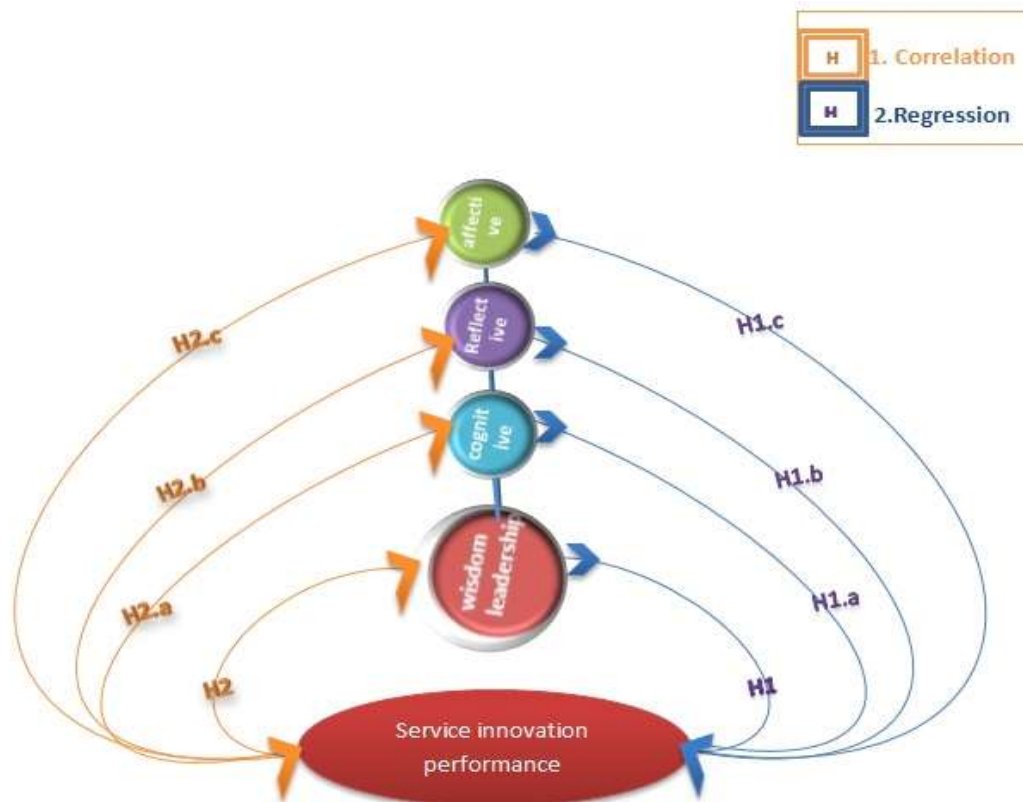 H
1. Correlation
H
2.Regression
affecti
ve
Reflect
ive
cognit
ive
wisdom
leadership
H2.c
H1.c
H2.b
H1.b
H2.a
H1.a
H2
H1
Service innovation
performance